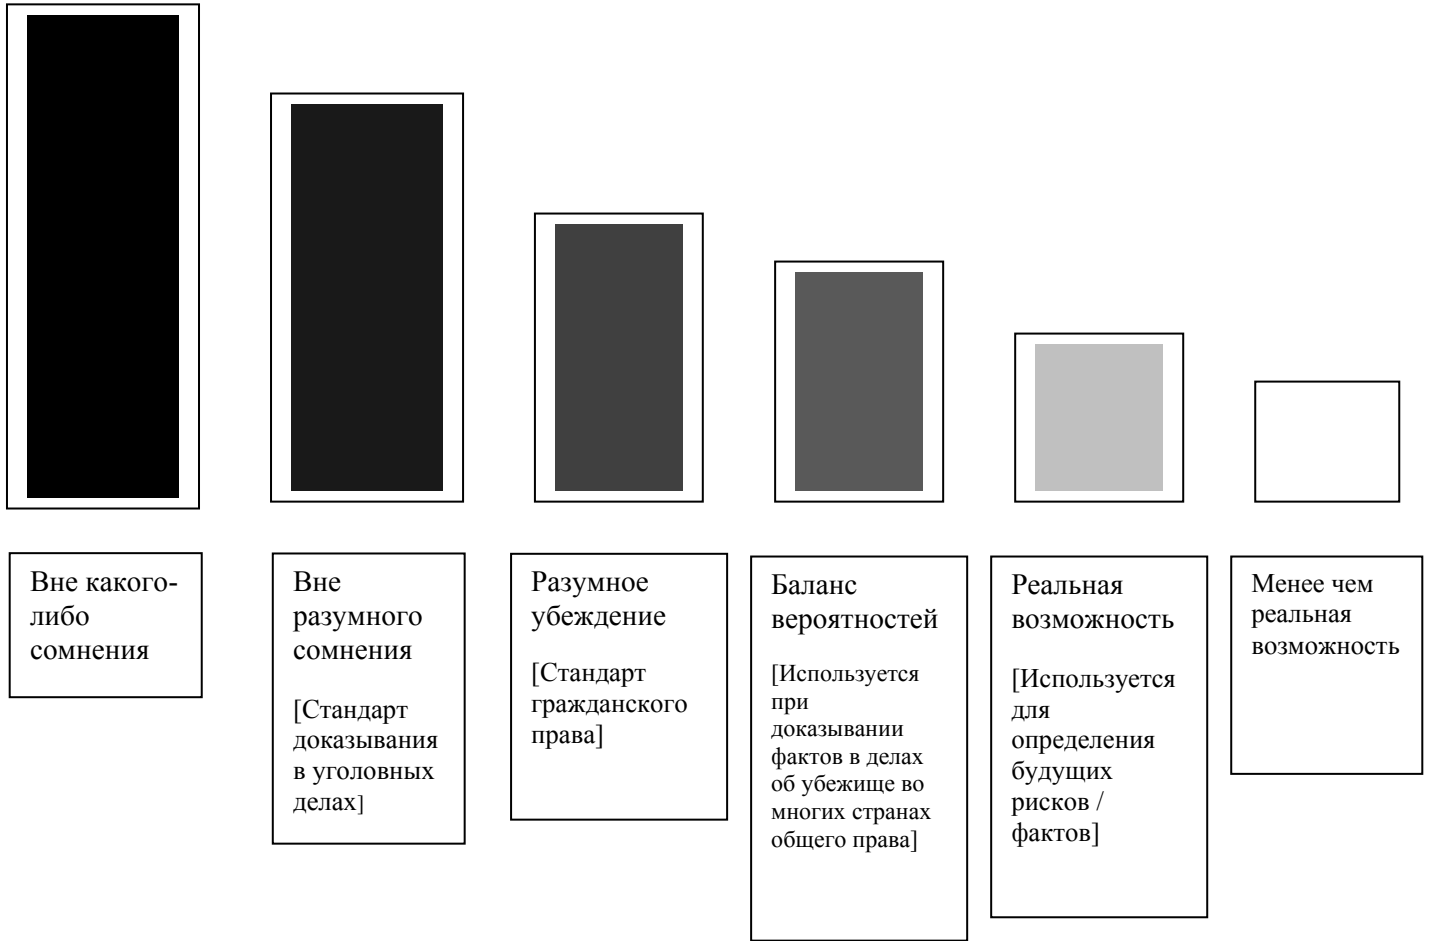 Вне какого-
либо
сомнения
Вне
разумного
сомнения
[Стандарт
доказывания
в уголовных
делах]
Разумное
убеждение
[Стандарт
гражданского
права]
Баланс
вероятностей
[Используется
при
доказывании
фактов в делах
об убежище во
многих странах
общего права]
Реальная
возможность
[Используется
для
определения
будущих
рисков /
фактов]
Менее чем
реальная
возможность